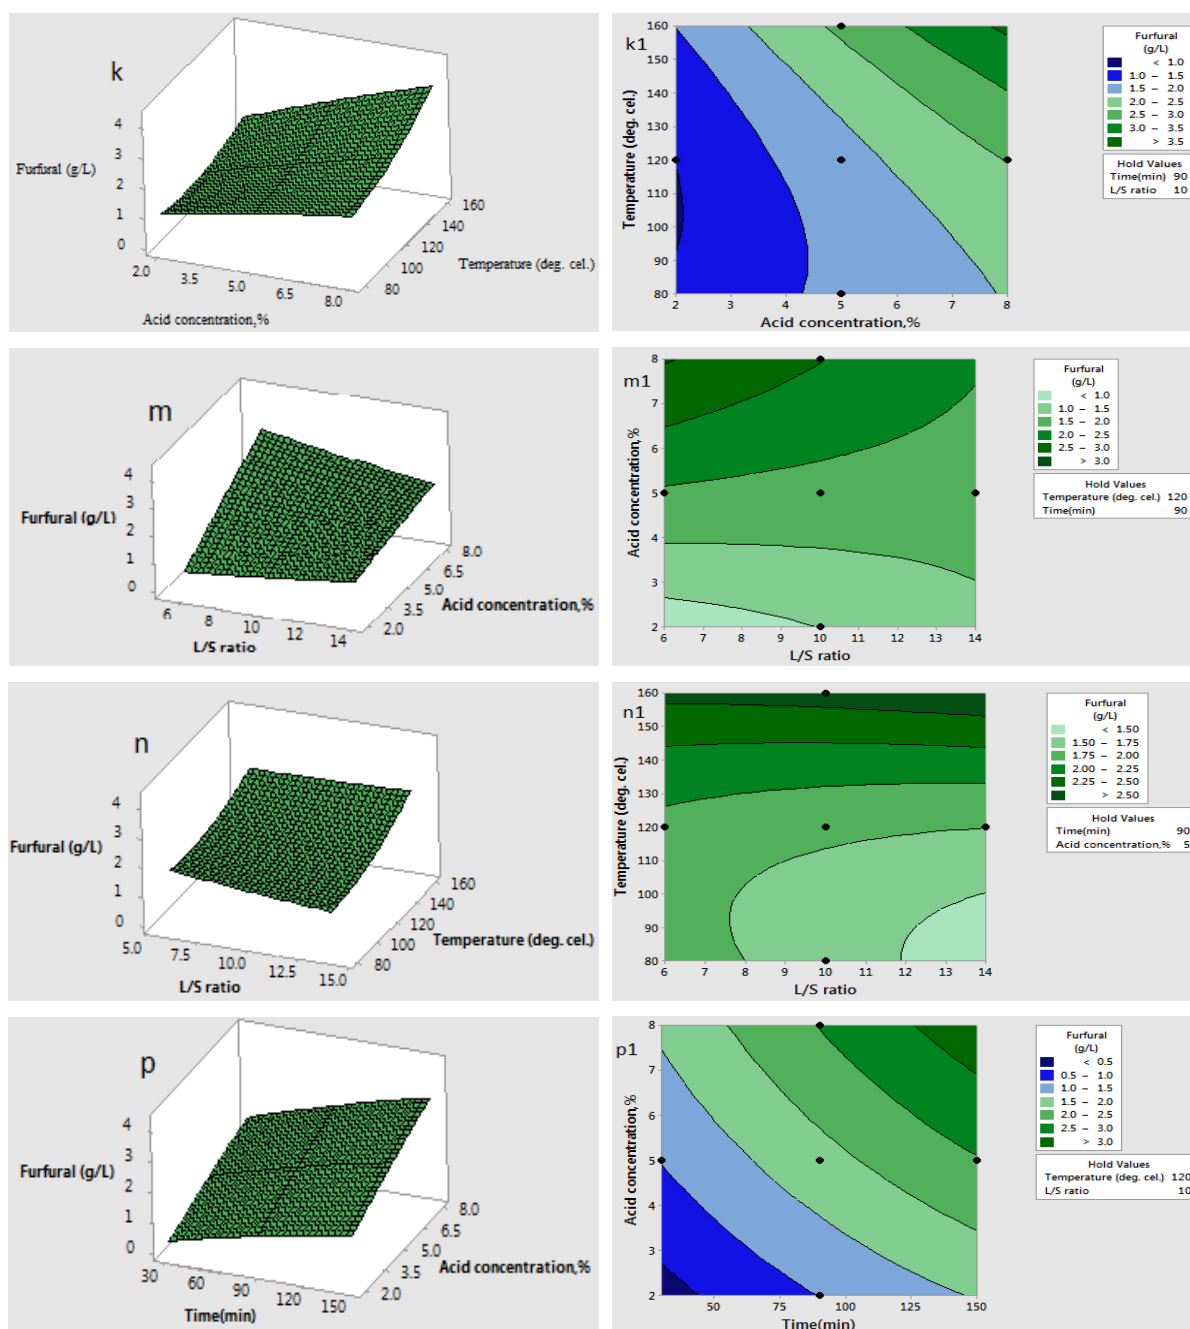 k
Furfural (g/L)
4
3
2
1
0
2.0
3.5
5.0
6.5
8.0
Acid concentration,%
80
100
120
140
160
Temperature (deg. cel.)
k1
Temperature (deg. cel.)
160
150
140
130
120
110
100
90
80
2
3
4
5
6
7
8
Acid concentration,%
Furfural
(g/L)
< 1.0
1.0 – 1.5
1.5 – 2.0
2.0 – 2.5
2.5 – 3.0
3.0 – 3.5
> 3.5
Hold Values
Time(min) 90
L/S ratio 10
m
Furfural (g/L)
4
3
2
1
0
6
8
10
12
14
L/S ratio
2.0
3.5
5.0
6.5
8.0
Acid concentration,%
m1
Acid concentration,%
8
7
6
5
4
3
2
6
7
8
9
10
11
12
13
14
L/S ratio
Furfural
(g/L)
< 1.0
1.0 – 1.5
1.5 – 2.0
2.0 – 2.5
2.5 – 3.0
> 3.0
Hold Values
Temperature (deg. cel.) 120
Time(min) 90
n
Furfural (g/L)
4
3
2
1
0
5.0
7.5
10.0
12.5
15.0
L/S ratio
80
100
120
140
160
Temperature (deg. cel.)
n1
Temperature (deg. cel.)
160
150
140
130
120
110
100
90
80
6
7
8
9
10
11
12
13
14
L/S ratio
Furfural
(g/L)
< 1.50
1.50 – 1.75
1.75 – 2.00
2.00 – 2.25
2.25 – 2.50
> 2.50
Hold Values
Time(min) 90
Acid concentration,% 5
p
Furfural (g/L)
4
3
2
1
0
30
60
90
120
150
Time(min)
2.0
3.5
5.0
6.5
8.0
Acid concentration,%
p1
Acid concentration,%
8
7
6
5
4
3
2
50
75
100
125
150
Time(min)
Furfural
(g/L)
< 0.5
0.5 – 1.0
1.0 – 1.5
1.5 – 2.0
2.0 – 2.5
2.5 – 3.0
> 3.0
Hold Values
Temperature (deg. cel.) 120
L/S ratio 10